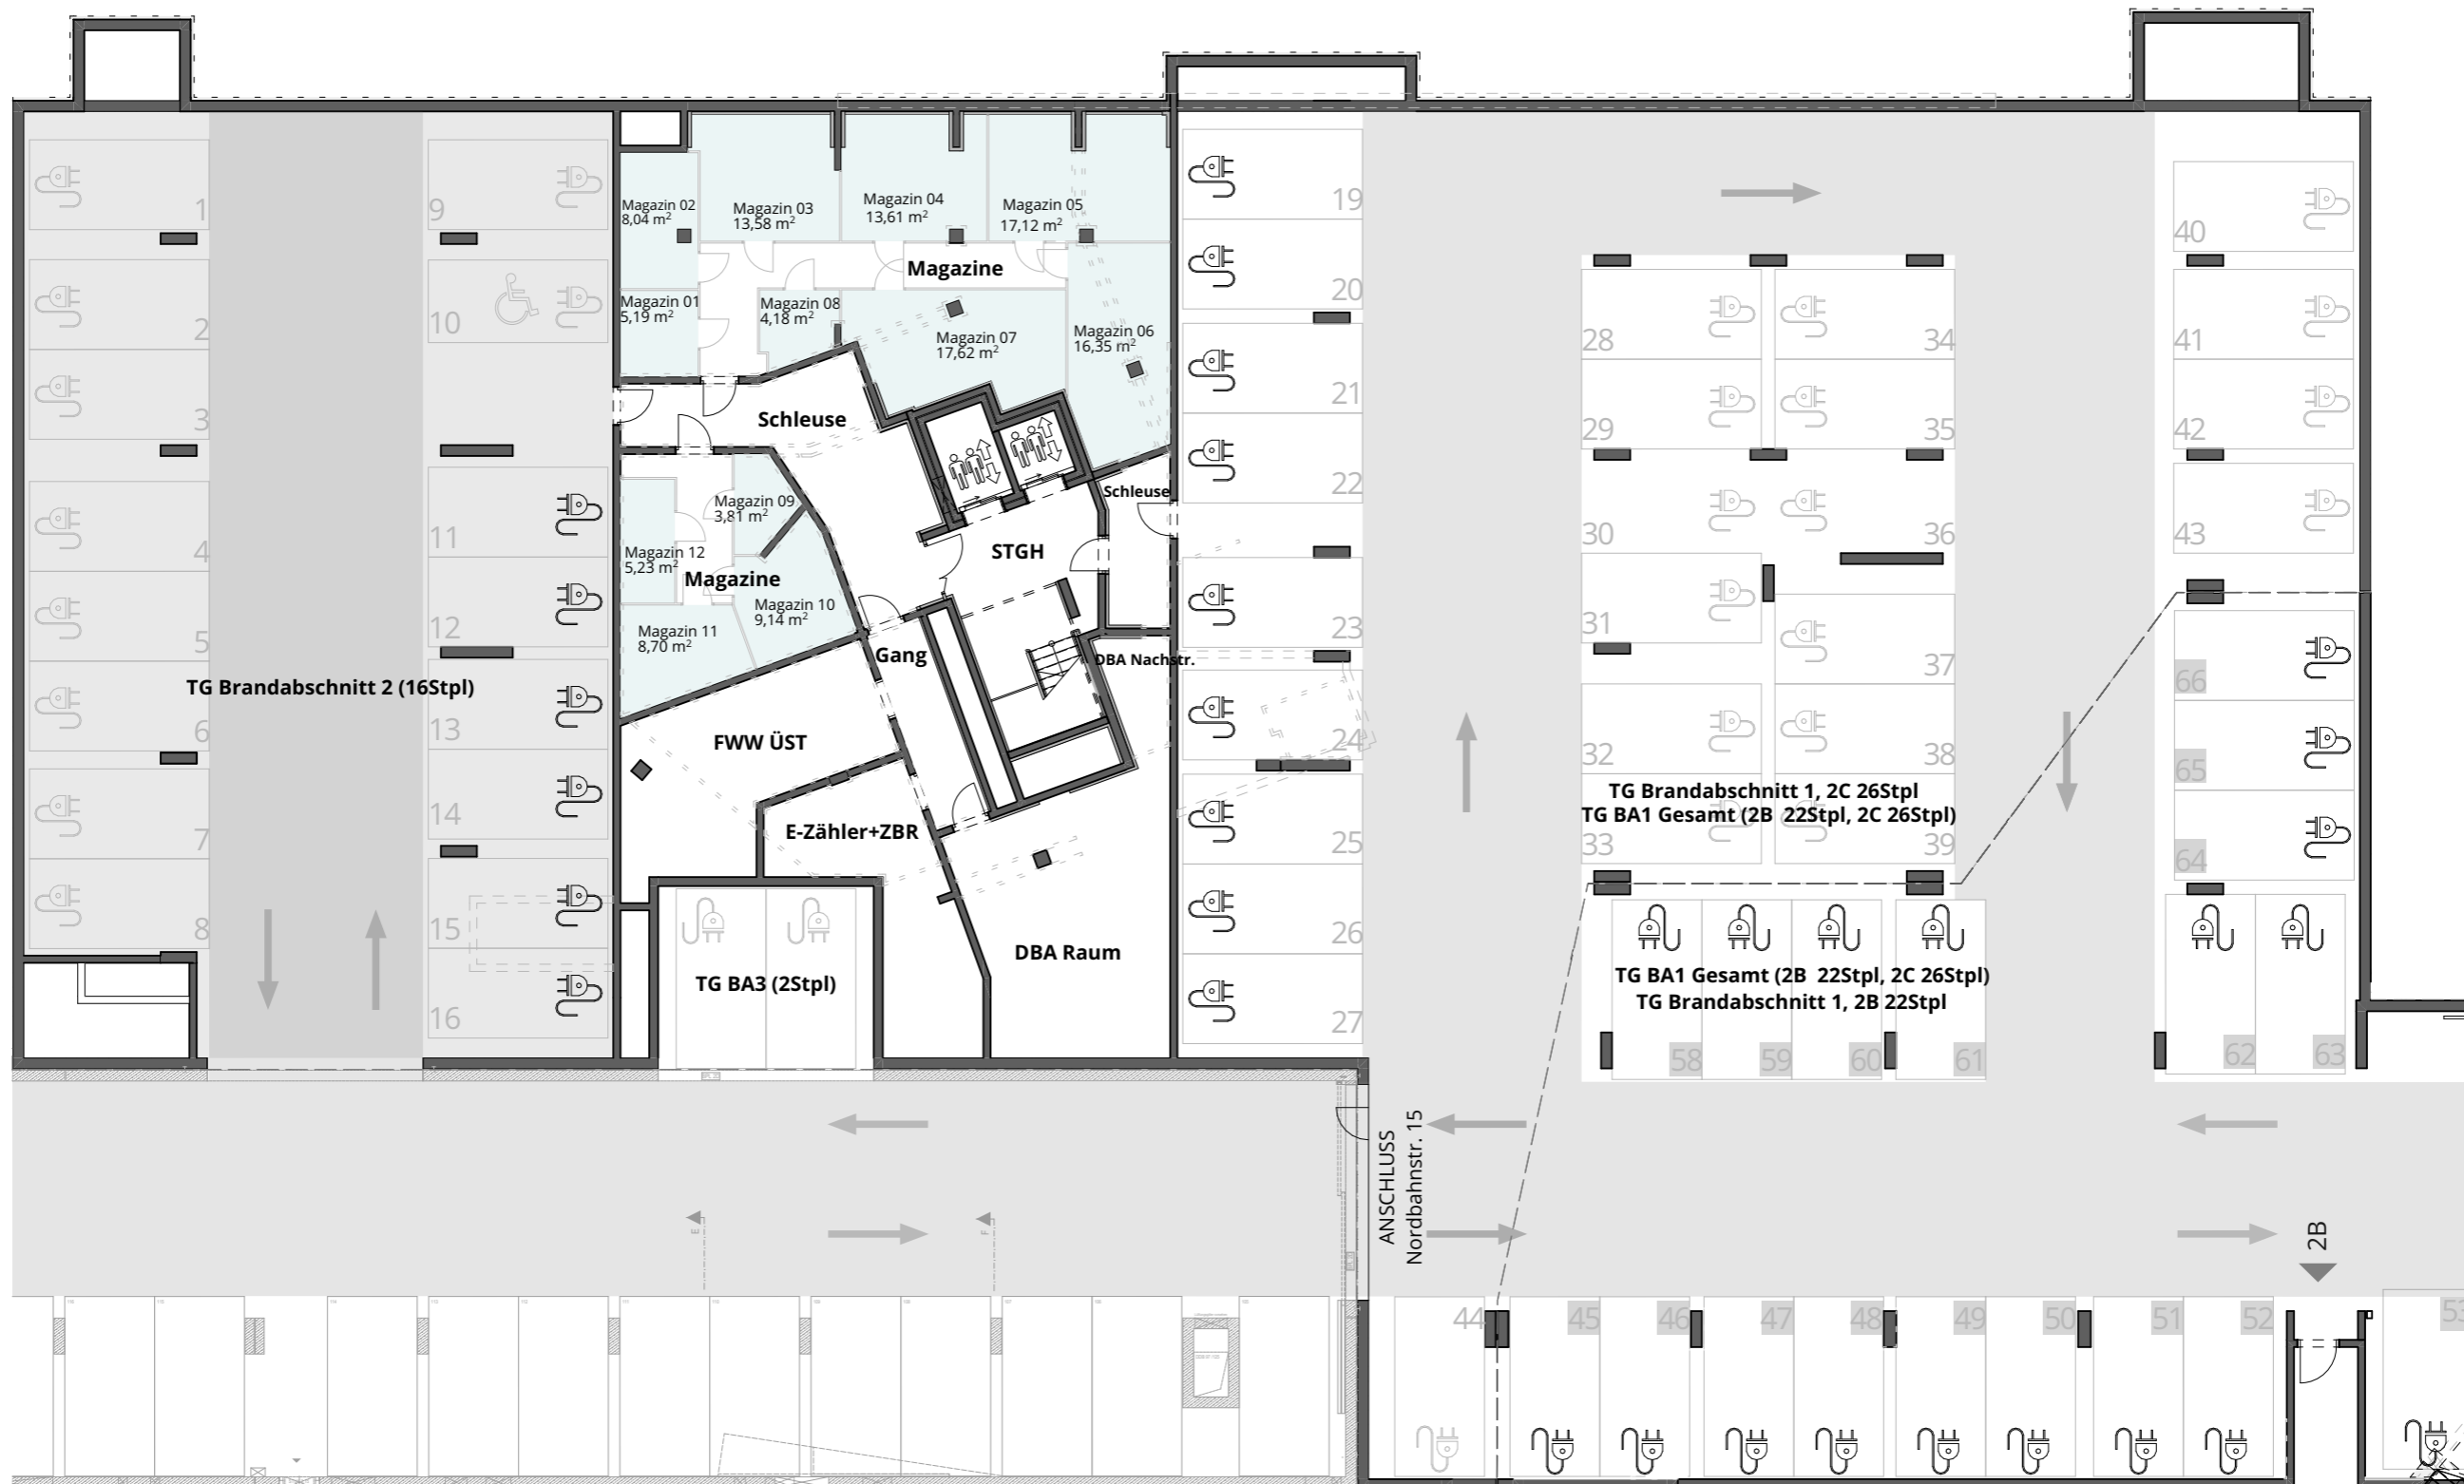 1
2
3
4
5
6
7
8
9
10
11
12
13
14
15
16
TG Brandabschnitt 2 (16Stpl)
Magazin 02
8,04 m²
Magazin 03
13,58 m²
Magazin 04
13,61 m²
Magazin 05
17,12 m²
Magazine
Magazin 01
5,19 m²
Magazin 08
4,18 m²
Magazin 07
17,62 m²
Magazin 06
16,35 m²
Schleuse
Magazin 09
3,81 m²
Magazin 12
5,23 m²
Magazine
Magazin 10
9,14 m²
Magazin 11
8,70 m²
Schleuse
STGH
Gang
DBA Nachstr.
FWW ÜST
E-Zähler+ZBR
DBA Raum
TG BA3 (2Stpl)
19
20
21
22
23
24
25
26
27
28
29
30
31
32
33
34
35
36
37
38
39
TG Brandabschnitt 1, 2C 26Stpl
TG BA1 Gesamt (2B 22Stpl, 2C 26Stpl)
40
41
42
43
66
65
64
TG BA1 Gesamt (2B 22Stpl, 2C 26Stpl)
TG Brandabschnitt 1, 2B 22Stpl
58
59
60
61
62
63
ANSCHLUSS
Nordbahnstr. 15
2B
E
F
44
45
46
47
48
49
50
51
52
53